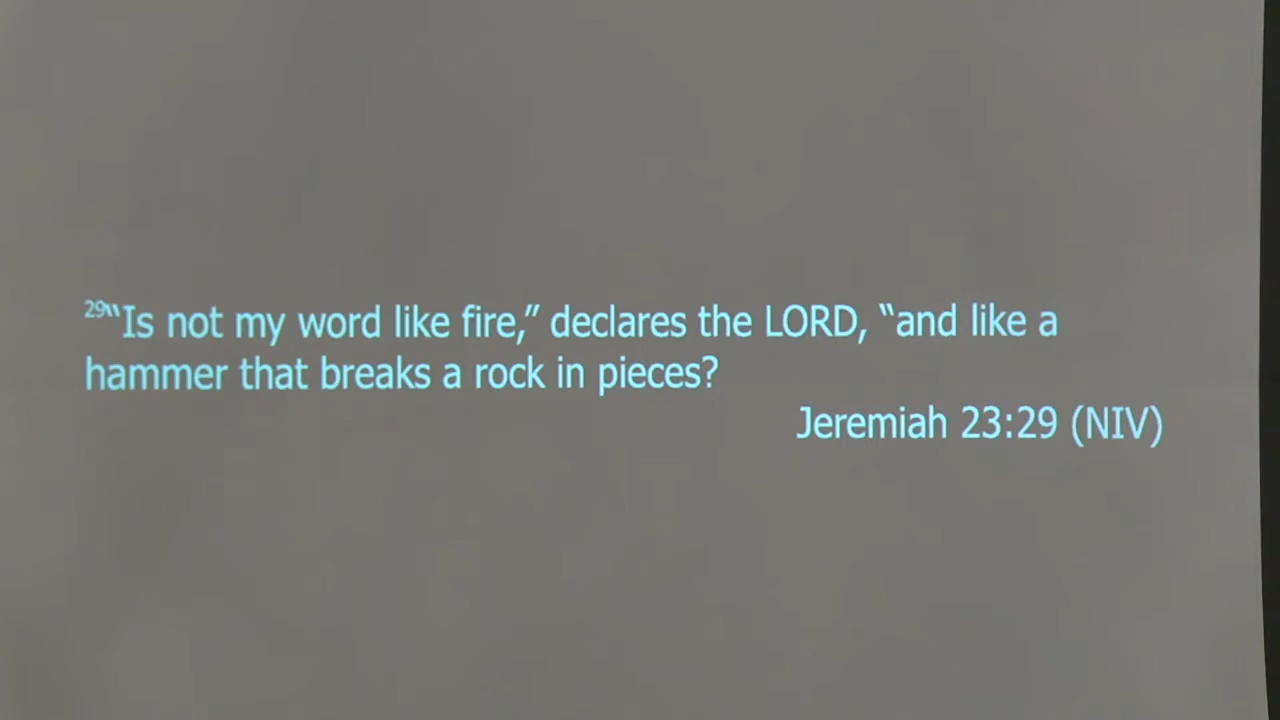 29“Is not my word like fire,” declares the LORD, “and like a
hammer that breaks a rock in pieces?
Jeremiah 23:29 (NIV)